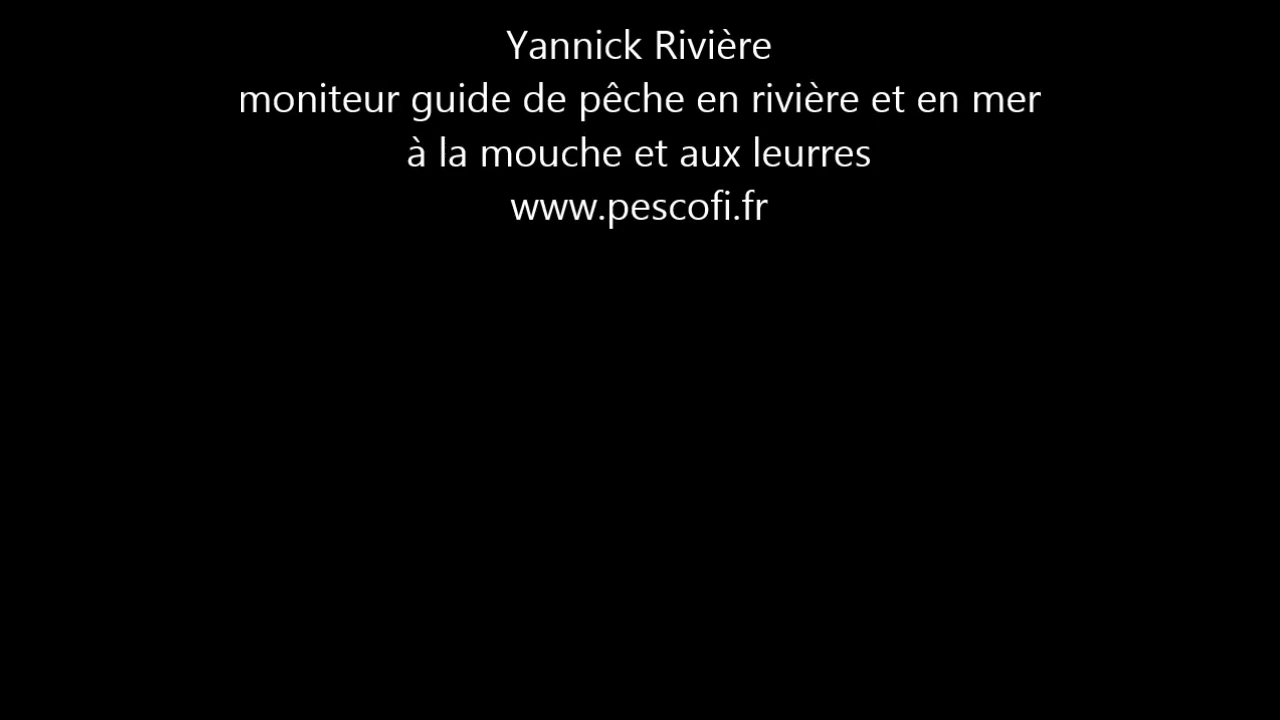 Yannick Rivière
moniteur guide de pêche en rivière et en mer
à la mouche et aux leurres
www.pescofi.fr